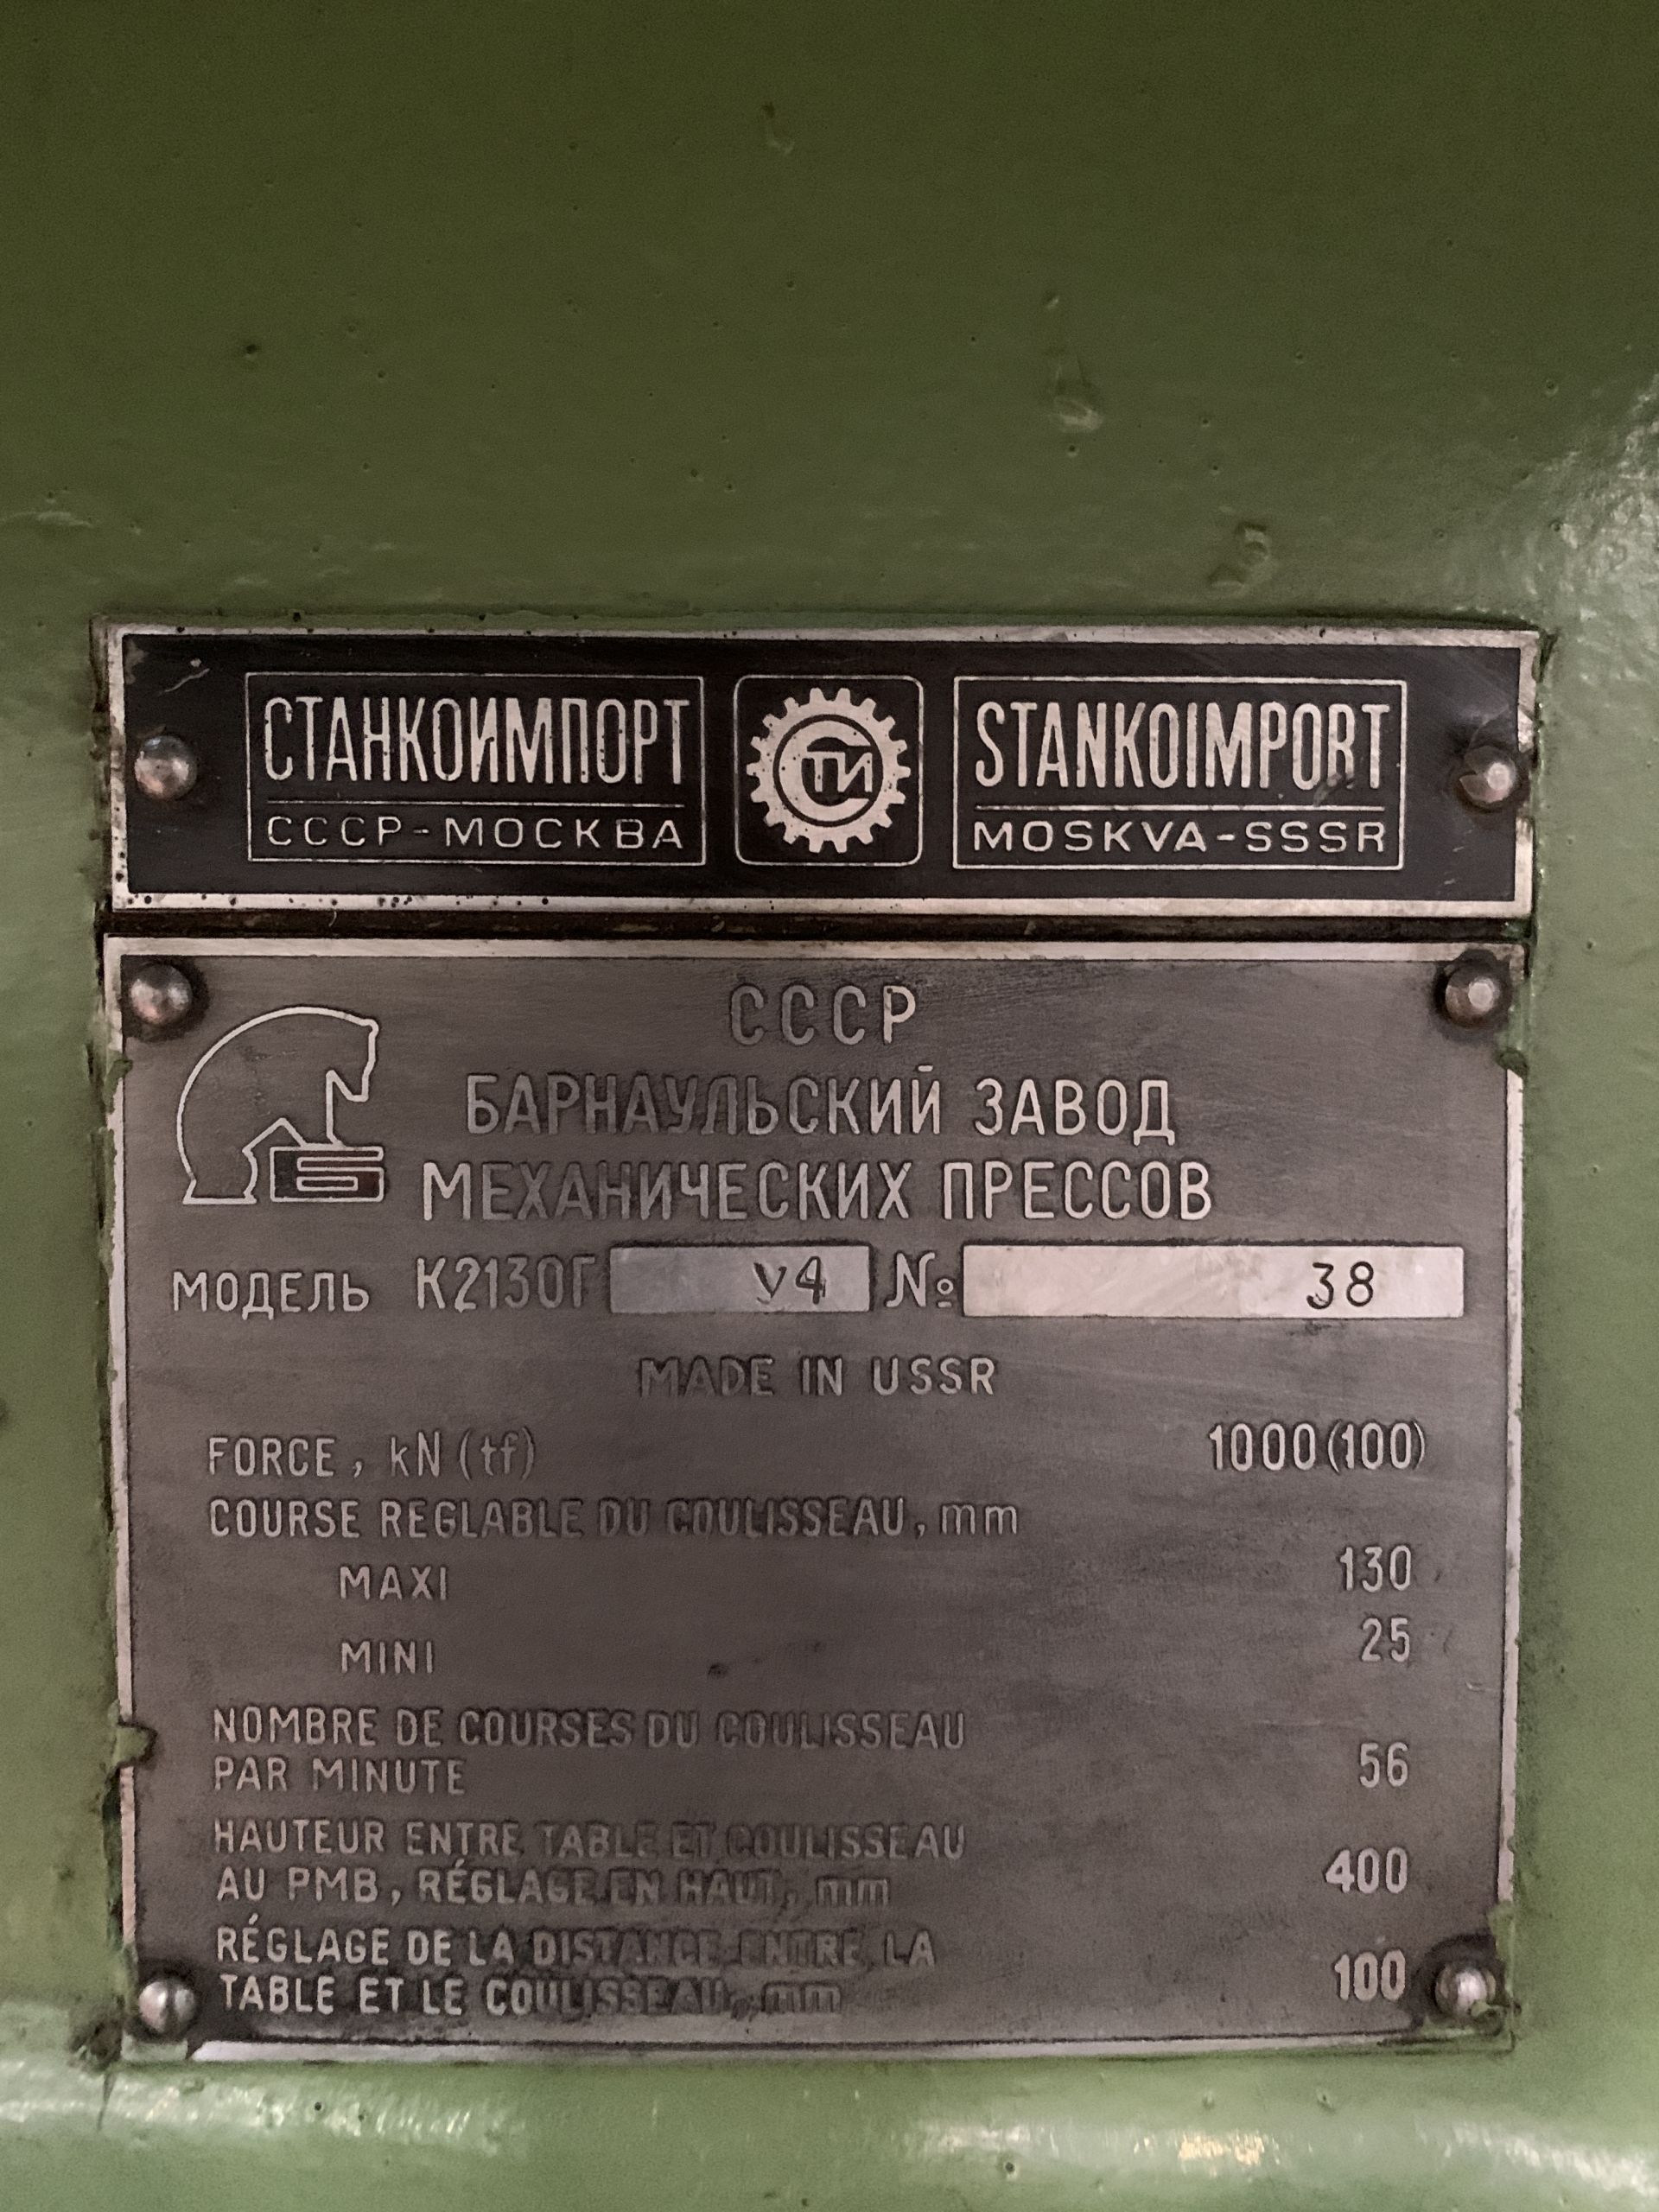 СТАНКОИМПОРТ
СССР-МОСКВА
СТИ
STANKOIMPORT
MOSKVA-SSSR
СССР
БАРНАУЛЬСКИЙ ЗАВОД
МЕХАНИЧЕСКИХ ПРЕССОВ
Б
МОДЕЛЬ К2130Г У4 № 38
MADE IN USSR
FORCE, kN (tf) 1000(100)
COURSE REGLABLE DU COULISSEAU, mm
MAXI 130
MINI 25
NOMBRE DE COURSES DU COULISSEAU
PAR MINUTE 56
HAUTEUR ENTRE TABLE ET COULISSEAU
AU PMB, RÉGLAGE EN HAUT, mm 400
RÉGLAGE DE LA DISTANCE ENTRE LA
TABLE ET LE COULISSEAU, mm 100